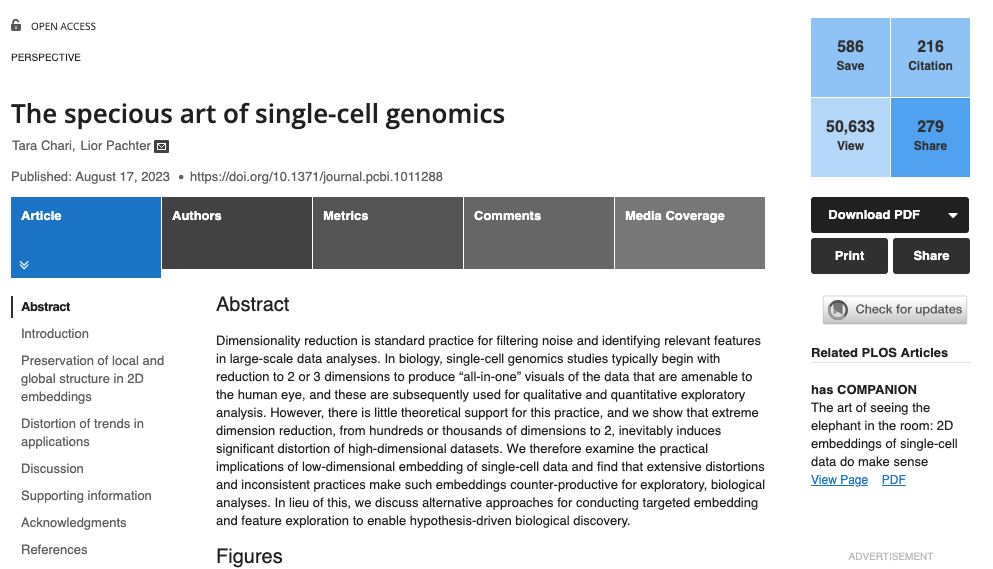 OPEN ACCESS
PERSPECTIVE
The specious art of single-cell genomics
Tara Chari, Lior Pachter
Published: August 17, 2023 • https://doi.org/10.1371/journal.pcbi.1011288
586
Save
216
Citation
50,633
View
279
Share
Article
Authors
Metrics
Comments
Media Coverage
Download PDF
Print
Share
Check for updates
Abstract
Introduction
Preservation of local and
global structure in 2D
embeddings
Distortion of trends in
applications
Discussion
Supporting information
Acknowledgments
References
Abstract
Dimensionality reduction is standard practice for filtering noise and identifying relevant features
in large-scale data analyses. In biology, single-cell genomics studies typically begin with
reduction to 2 or 3 dimensions to produce “all-in-one” visuals of the data that are amenable to
the human eye, and these are subsequently used for qualitative and quantitative exploratory
analysis. However, there is little theoretical support for this practice, and we show that extreme
dimension reduction, from hundreds or thousands of dimensions to 2, inevitably induces
significant distortion of high-dimensional datasets. We therefore examine the practical
implications of low-dimensional embedding of single-cell data and find that extensive distortions
and inconsistent practices make such embeddings counter-productive for exploratory, biological
analyses. In lieu of this, we discuss alternative approaches for conducting targeted embedding
and feature exploration to enable hypothesis-driven biological discovery.
Figures
Related PLOS Articles
has COMPANION
The art of seeing the
elephant in the room: 2D
embeddings of single-cell
data do make sense
View Page PDF
ADVERTISEMENT